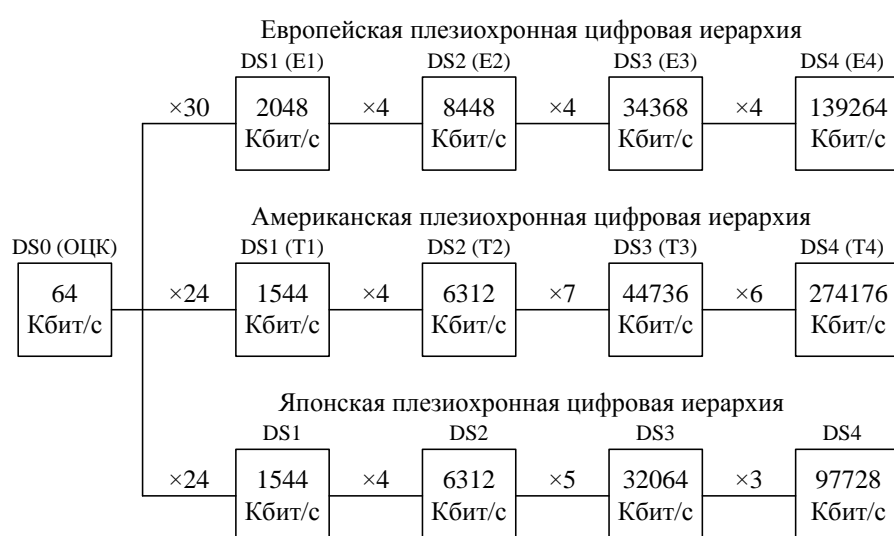 Европейская плезиохронная цифровая иерархия
DS1 (E1) DS2 (E2) DS3 (E3) DS4 (E4)
×30 2048 ×4 8448 ×4 34368 ×4 139264
Кбит/с Кбит/с Кбит/с Кбит/с
Американская плезиохронная цифровая иерархия
DS0 (ОЦК) DS1 (T1) DS2 (T2) DS3 (T3) DS4 (T4)
64 ×24 1544 ×4 6312 ×7 44736 ×6 274176
Кбит/с Кбит/с Кбит/с Кбит/с Кбит/с
Японская плезиохронная цифровая иерархия
DS1 DS2 DS3 DS4
×24 1544 ×4 6312 ×5 32064 ×3 97728
Кбит/с Кбит/с Кбит/с Кбит/с